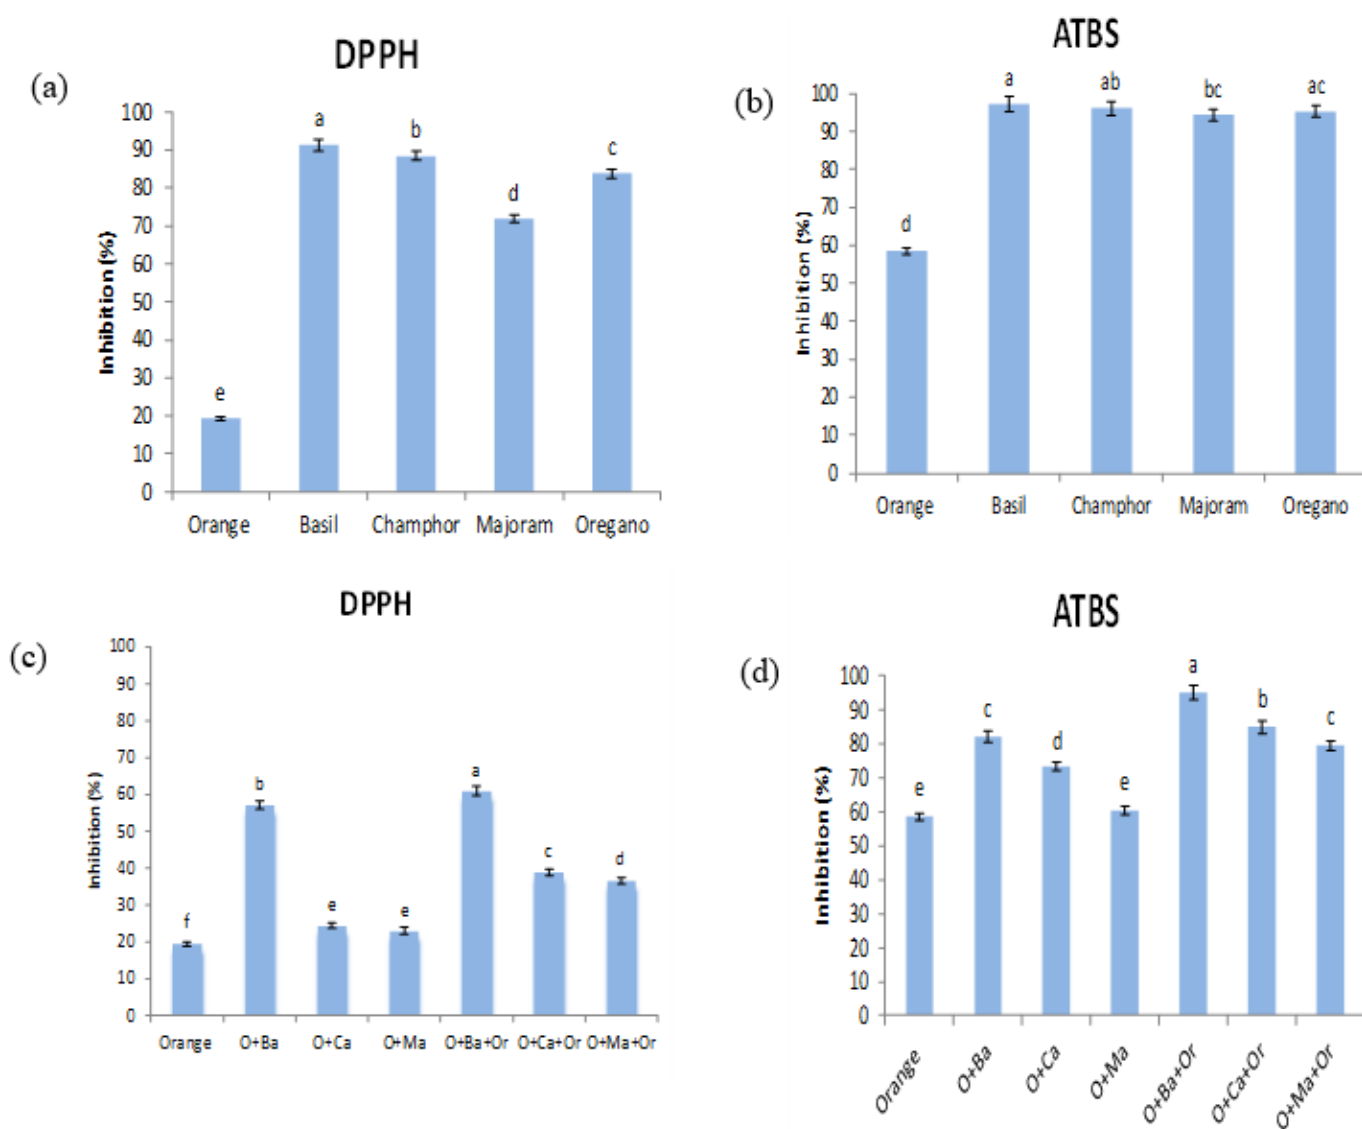 (a)
DPPH
Inhibition (%)
100
90
80
70
60
50
40
30
20
10
0
e
a
b
d
c
Orange Basil Champhor Majoram Oregano
(b)
ATBS
Inhibition (%)
100
90
80
70
60
50
40
30
20
10
0
d
a
ab
bc
ac
Orange Basil Champhor Majoram Oregano
(c)
DPPH
Inhibition (%)
100
90
80
70
60
50
40
30
20
10
0
f
b
e
e
a
c
d
Orange O+Ba O+Ca O+Ma O+Ba+Or O+Ca+Or O+Ma+Or
(d)
ATBS
Inhibition (%)
100
90
80
70
60
50
40
30
20
10
0
e
c
d
e
a
b
c
Orange O+Ba O+Ca O+Ma O+Ba+Or O+Ca+Or O+Ma+Or